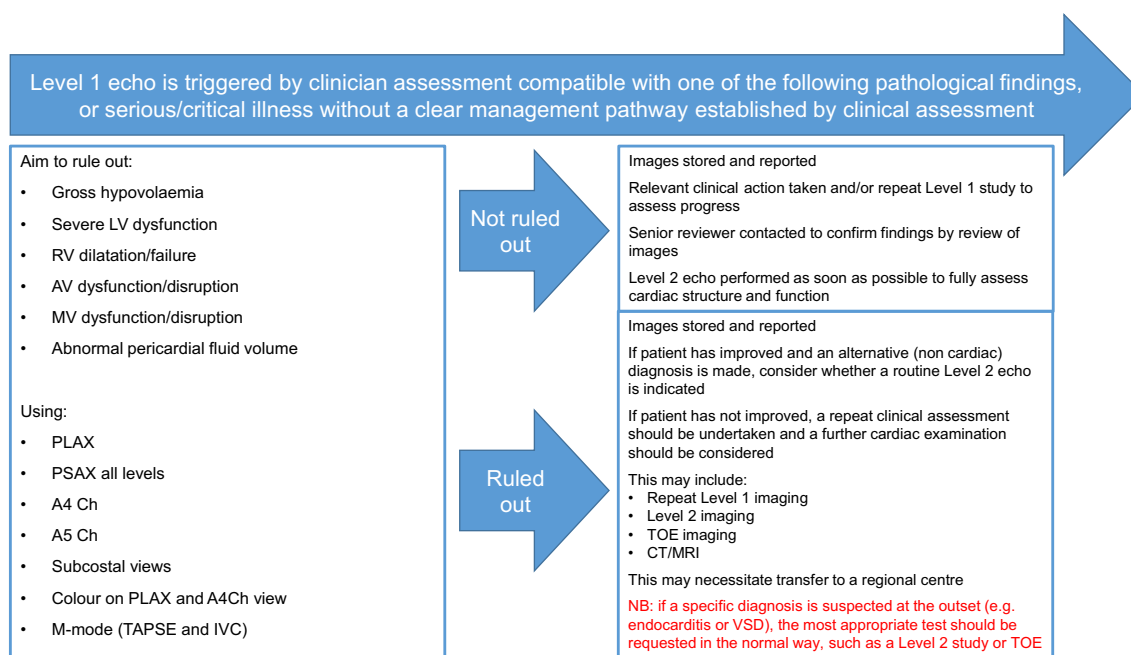 Level 1 echo is triggered by clinician assessment compatible with one of the following pathological findings,
or serious/critical illness without a clear management pathway established by clinical assessment
Aim to rule out:
• Gross hypovolaemia
• Severe LV dysfunction
• RV dilatation/failure
• AV dysfunction/disruption
• MV dysfunction/disruption
• Abnormal pericardial fluid volume
Using:
• PLAX
• PSAX all levels
• A4 Ch
• A5 Ch
• Subcostal views
• Colour on PLAX and A4Ch view
• M-mode (TAPSE and IVC)
Not ruled
out
Images stored and reported
Relevant clinical action taken and/or repeat Level 1 study to
assess progress
Senior reviewer contacted to confirm findings by review of
images
Level 2 echo performed as soon as possible to fully assess
cardiac structure and function
Ruled
out
Images stored and reported
If patient has improved and an alternative (non cardiac)
diagnosis is made, consider whether a routine Level 2 echo
is indicated
If patient has not improved, a repeat clinical assessment
should be undertaken and a further cardiac examination
should be considered
This may include:
• Repeat Level 1 imaging
• Level 2 imaging
• TOE imaging
• CT/MRI
This may necessitate transfer to a regional centre
NB: if a specific diagnosis is suspected at the outset (e.g.
endocarditis or VSD), the most appropriate test should be
requested in the normal way, such as a Level 2 study or TOE